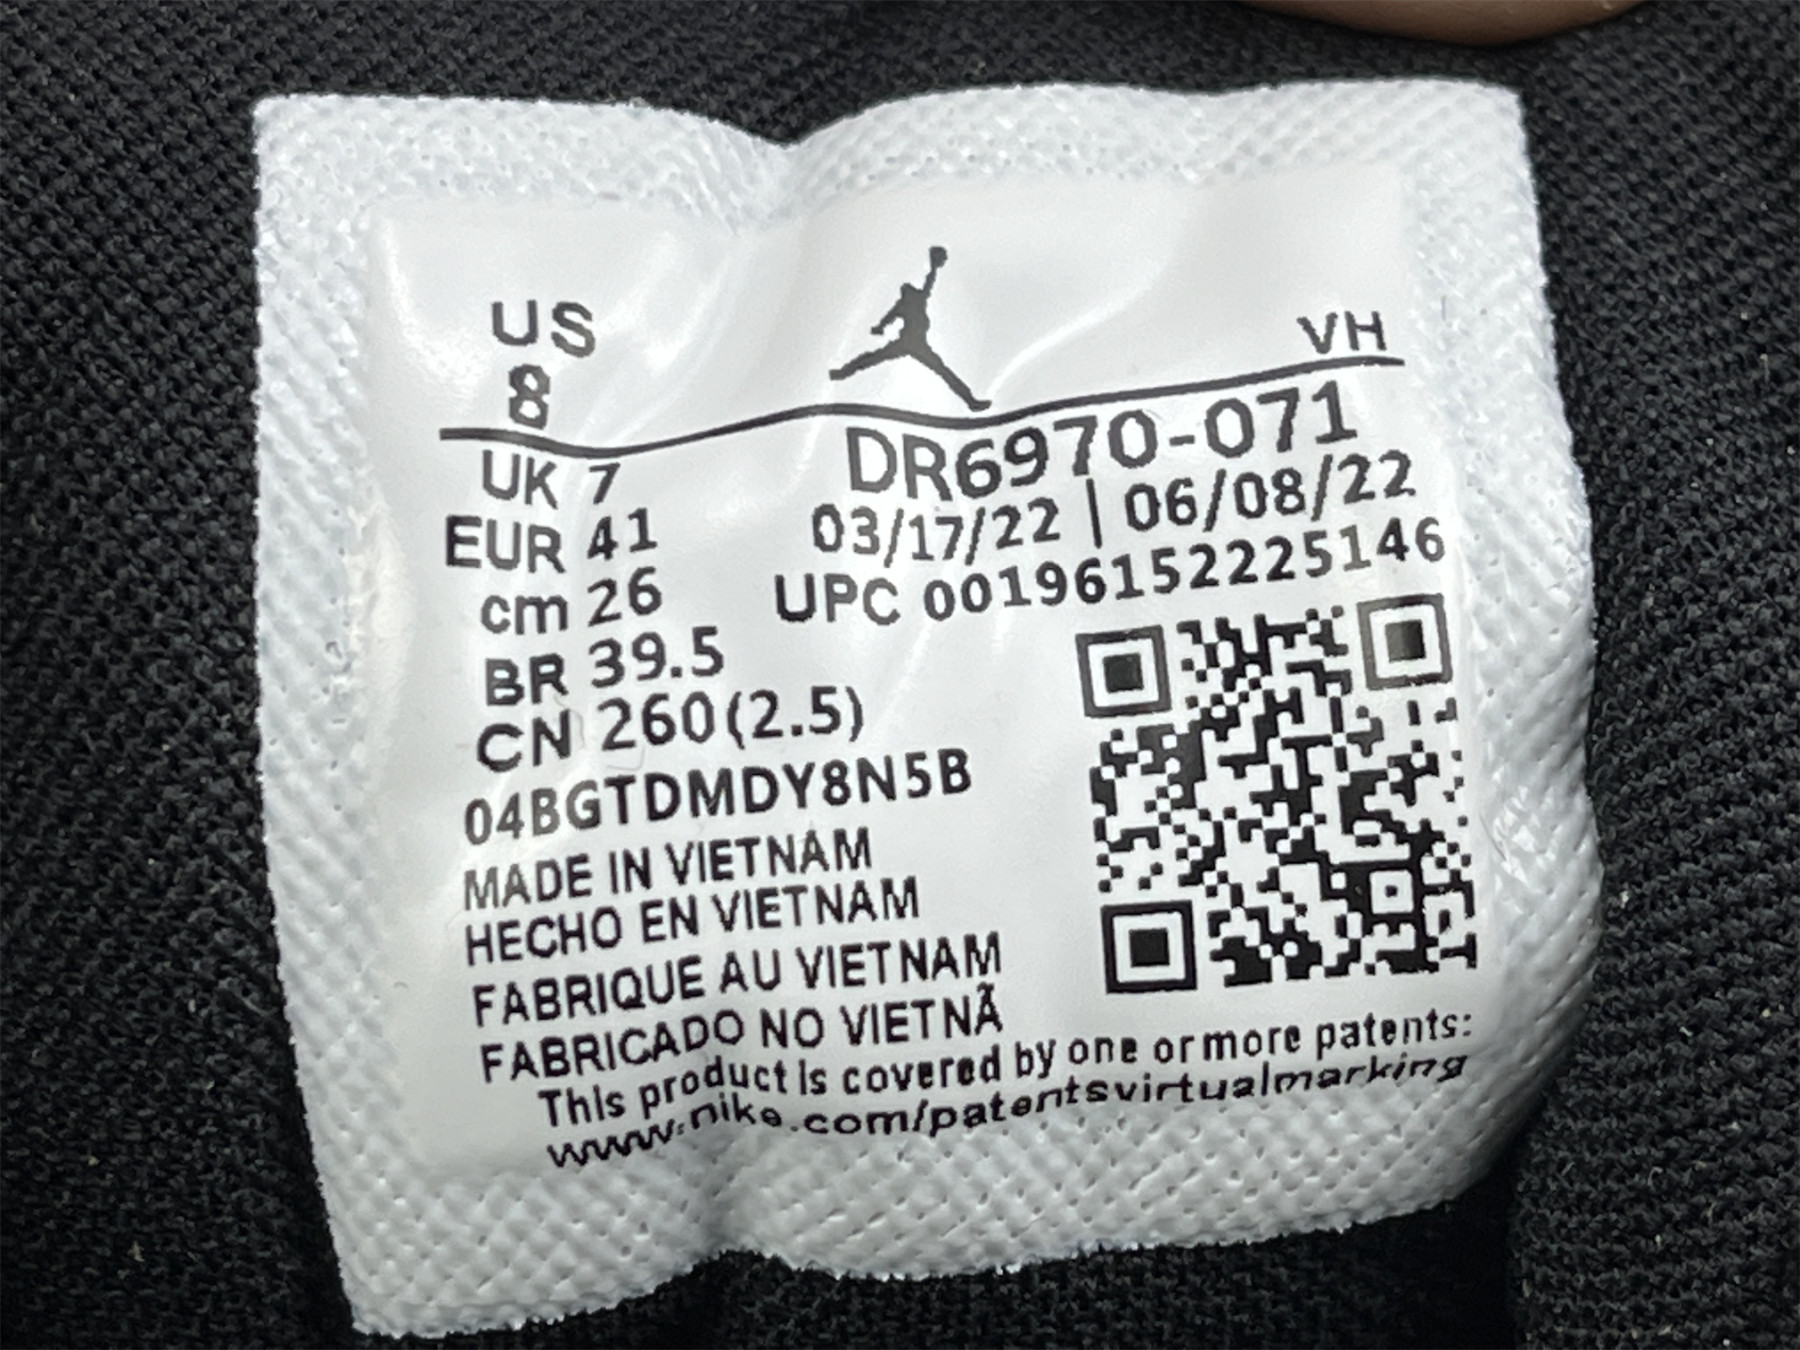 US
8
VH
UK 7
EUR 41
cm 26
BR 39.5
CN 260(2.5)
DR6970-071
03/17/22 | 06/08/22
UPC 00196152225146
04BGTDMDY8N5B
MADE IN VIETNAM
HECHO EN VIETNAM
FABRIQUE AU VIETNAM
FABRICADO NO VIETNÃ
This product is covered by one or more patents:
www.nike.com/patentsvirtualmarking